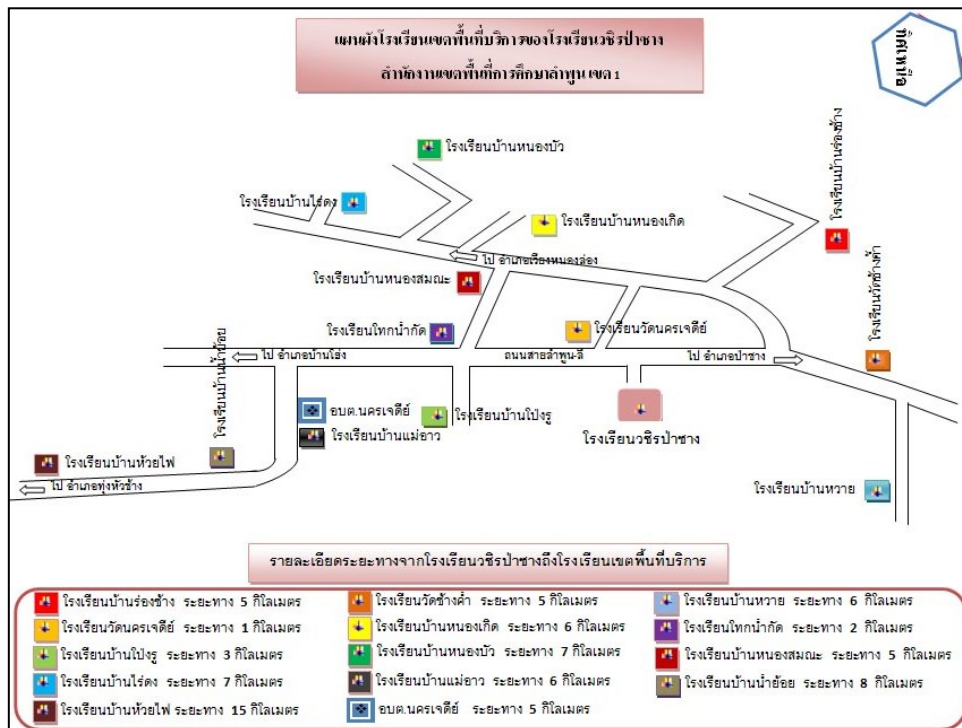 แผนผังโรงเรียนเขตพื้นที่บริการของโรงเรียนวชิรป่าซาง
สำนักงานเขตพื้นที่การศึกษาลำพูน เขต 1
ทิศเหนือ
โรงเรียนบ้านหนองบัว
โรงเรียนบ้านร่องช้าง
โรงเรียนบ้านไร่ดง
โรงเรียนบ้านหนองเกิด
ไป อำเภอเวียงหนองล่อง
โรงเรียนบ้านหนองสมณะ
โรงเรียนวัดช้างค้ำ
โรงเรียนโทกน้ำกัด
โรงเรียนวัดนครเจดีย์
โรงเรียนบ้านน้ำย้อย
ไป อำเภอบ้านโฮ่ง
ถนนสายลำพูน-ลี้
ไป อำเภอป่าซาง
อบต.นครเจดีย์
โรงเรียนบ้านโป่งรู
โรงเรียนบ้านแม่อาว
โรงเรียนวชิรป่าซาง
โรงเรียนบ้านห้วยไฟ
ไป อำเภอทุ่งหัวช้าง
โรงเรียนบ้านหวาย
รายละเอียดระยะทางจากโรงเรียนวชิรป่าซางถึงโรงเรียนเขตพื้นที่บริการ
โรงเรียนบ้านร่องช้าง ระยะทาง 5 กิโลเมตร
โรงเรียนวัดช้างค้ำ ระยะทาง 5 กิโลเมตร
โรงเรียนบ้านหวาย ระยะทาง 6 กิโลเมตร
โรงเรียนวัดนครเจดีย์ ระยะทาง 1 กิโลเมตร
โรงเรียนบ้านหนองเกิด ระยะทาง 6 กิโลเมตร
โรงเรียนโทกน้ำกัด ระยะทาง 2 กิโลเมตร
โรงเรียนบ้านโป่งรู ระยะทาง 3 กิโลเมตร
โรงเรียนบ้านหนองบัว ระยะทาง 7 กิโลเมตร
โรงเรียนบ้านหนองสมณะ ระยะทาง 5 กิโลเมตร
โรงเรียนบ้านไร่ดง ระยะทาง 7 กิโลเมตร
โรงเรียนบ้านแม่อาว ระยะทาง 6 กิโลเมตร
โรงเรียนบ้านน้ำย้อย ระยะทาง 8 กิโลเมตร
โรงเรียนบ้านห้วยไฟ ระยะทาง 15 กิโลเมตร
อบต.นครเจดีย์ ระยะทาง 5 กิโลเมตร